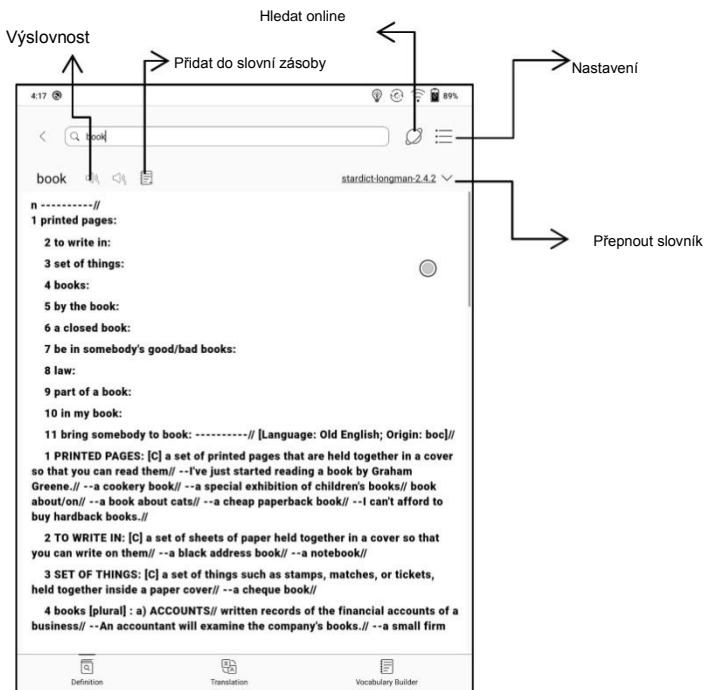 Hledat online
Výslovnost
Přidat do slovní zásoby
Nastavení
4:17
89%
book
book
stardict-longman-2.4.2
Přepnout slovník
n ----------//
1 printed pages:
2 to write in:
3 set of things:
4 books:
5 by the book:
6 a closed book:
7 be in somebody's good/bad books:
8 law:
9 part of a book:
10 in my book:
11 bring somebody to book: ----------// [Language: Old English; Origin: boc]//
1 PRINTED PAGES: [C] a set of printed pages that are held together in a cover
so that you can read them// --I've just started reading a book by Graham
Greene.// --a cookery book// --a special exhibition of children's books// book
about/on// --a book about cats// --a cheap paperback book// --I can't afford to
buy hardback books.//
2 TO WRITE IN: [C] a set of sheets of paper held together in a cover so that
you can write on them// --a black address book// --a notebook//
3 SET OF THINGS: [C] a set of things such as stamps, matches, or tickets,
held together inside a paper cover// --a cheque book//
4 books [plural] : a) ACCOUNTS// written records of the financial accounts of a
business// --An accountant will examine the company's books.// --a small firm
Definition
Translation
Vocabulary Builder